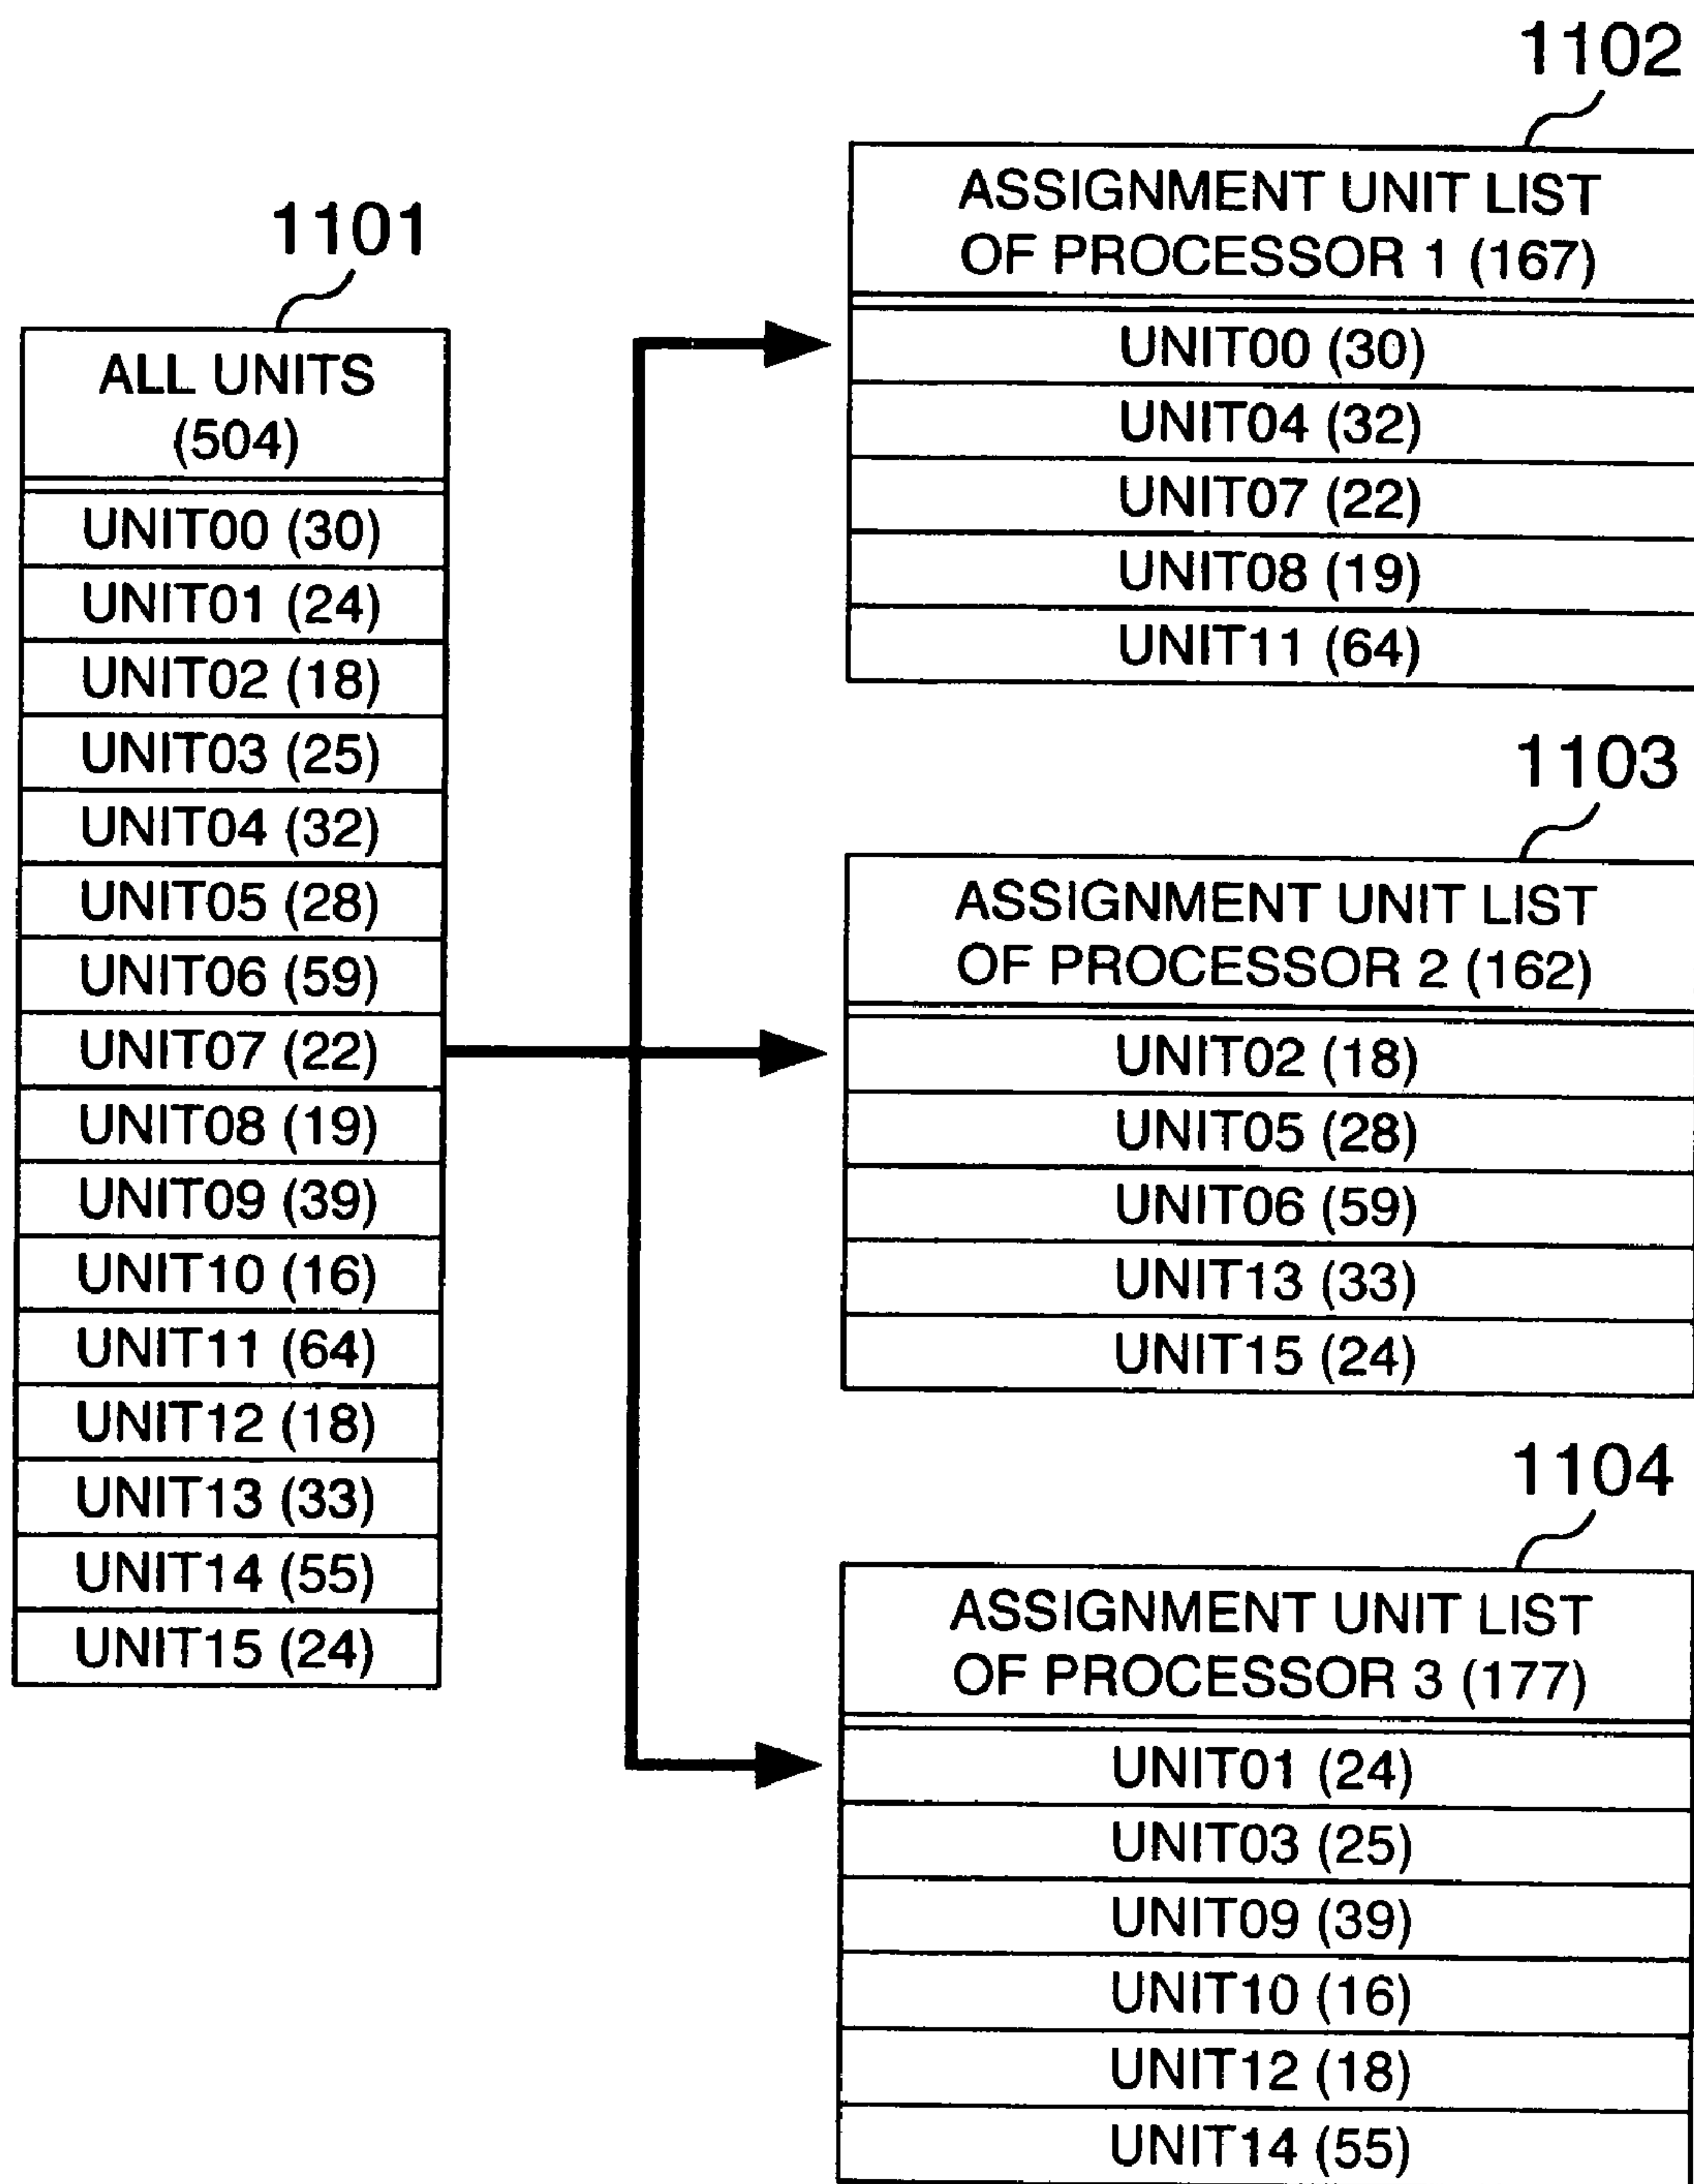 1101
ALL UNITS
(504)
UNIT00 (30)
UNIT01 (24)
UNIT02 (18)
UNIT03 (25)
UNIT04 (32)
UNIT05 (28)
UNIT06 (59)
UNIT07 (22)
UNIT08 (19)
UNIT09 (39)
UNIT10 (16)
UNIT11 (64)
UNIT12 (18)
UNIT13 (33)
UNIT14 (55)
UNIT15 (24)
1102
ASSIGNMENT UNIT LIST
OF PROCESSOR 1 (167)
UNIT00 (30)
UNIT04 (32)
UNIT07 (22)
UNIT08 (19)
UNIT11 (64)
1103
ASSIGNMENT UNIT LIST
OF PROCESSOR 2 (162)
UNIT02 (18)
UNIT05 (28)
UNIT06 (59)
UNIT13 (33)
UNIT15 (24)
1104
ASSIGNMENT UNIT LIST
OF PROCESSOR 3 (177)
UNIT01 (24)
UNIT03 (25)
UNIT09 (39)
UNIT10 (16)
UNIT12 (18)
UNIT14 (55)